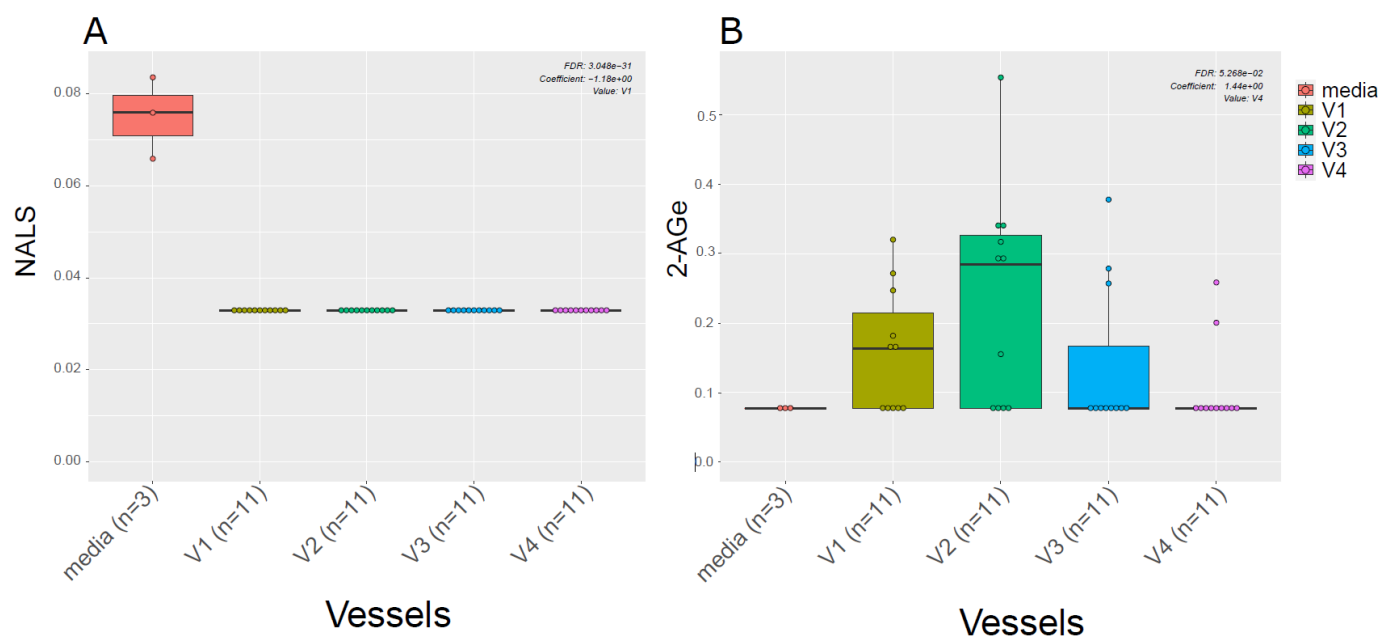 A
FDR: 3.048e−31
Coefficient: −1.18e+00
Value: V1
NALS
0.08
0.06
0.04
0.02
0.00
media (n=3)
V1 (n=11)
V2 (n=11)
V3 (n=11)
V4 (n=11)
Vessels
B
FDR: 5.268e−02
Coefficient: 1.44e+00
Value: V4
2-AGe
0.5
0.4
0.3
0.2
0.1
0.0
media (n=3)
V1 (n=11)
V2 (n=11)
V3 (n=11)
V4 (n=11)
Vessels
media
V1
V2
V3
V4